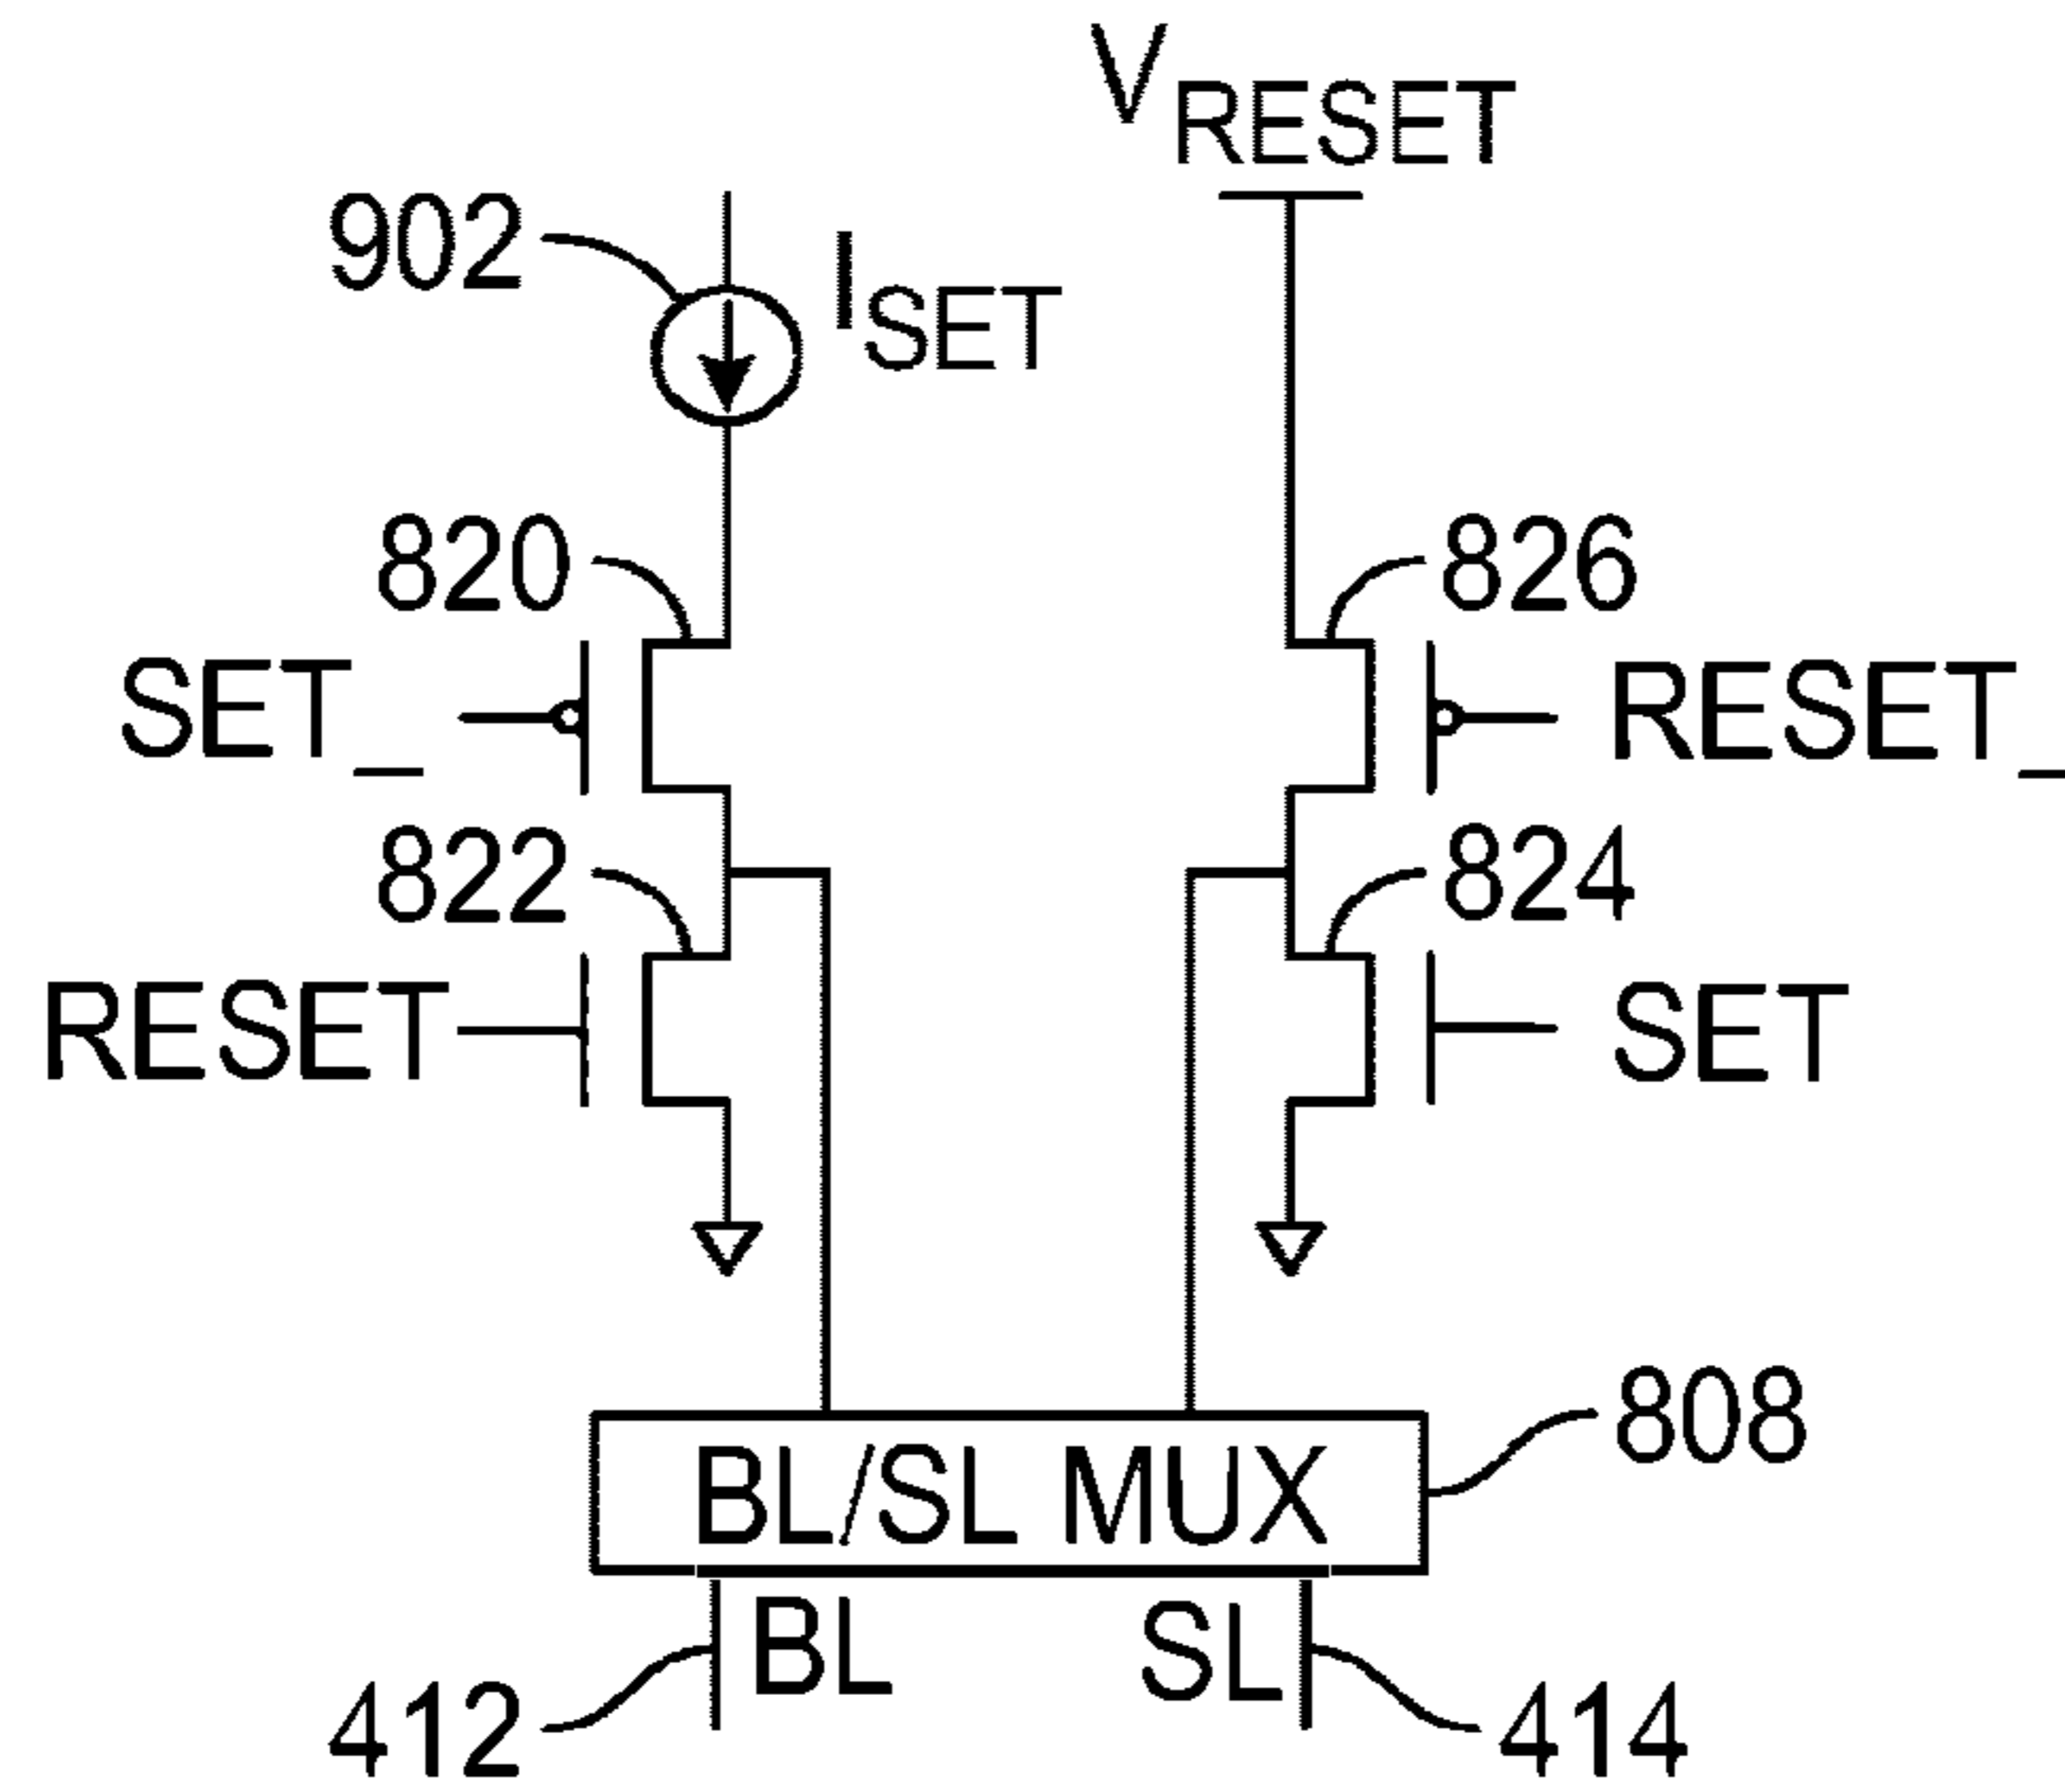 VRESET
902
ISET
820
826
SET_
RESET_
822
824
RESET
SET
808
BL/SL MUX
BL
SL
412
414